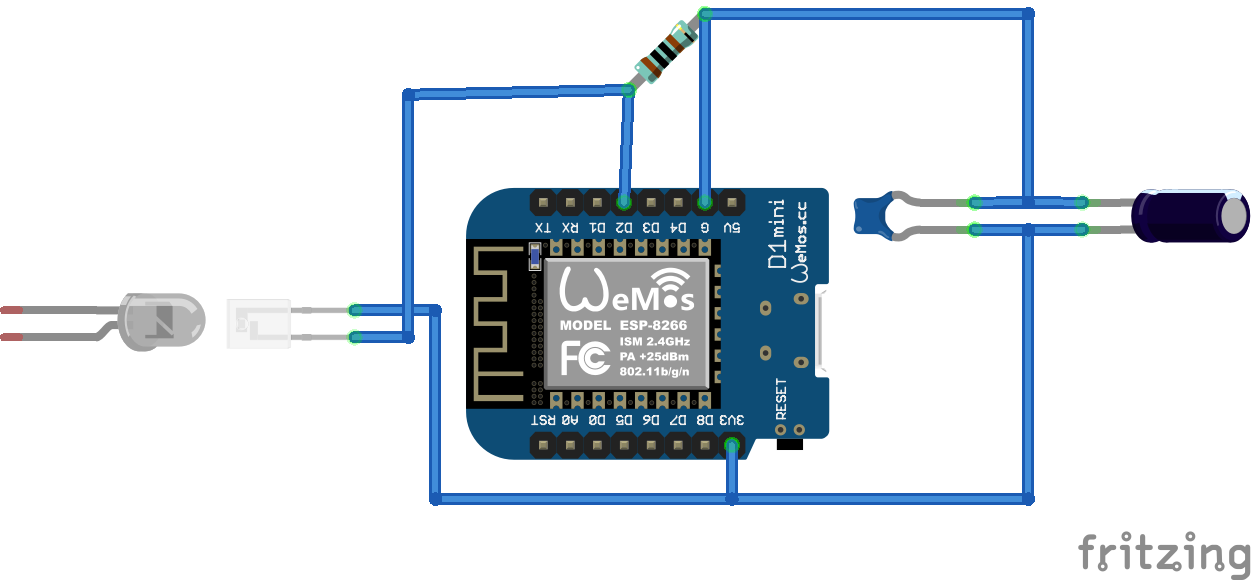 TX RX D1 D2 D3 D4 G 5V
D1 mini
WeMos.cc
WeMos
MODEL ESP-8266
ISM 2.4GHz
PA +25dBm
802.11b/g/n
FC
RESET
RST A0 D0 D5 D6 D7 D8 3V3
fritzing